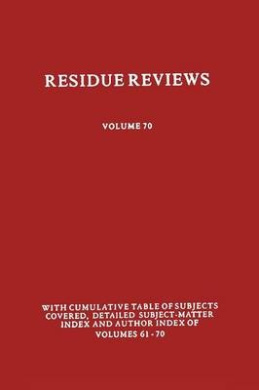 RESIDUE REVIEWS
VOLUME 70
WITH CUMULATIVE TABLE OF SUBJECTS
COVERED, DETAILED SUBJECT-MATTER
INDEX AND AUTHOR INDEX OF
VOLUMES 61-70